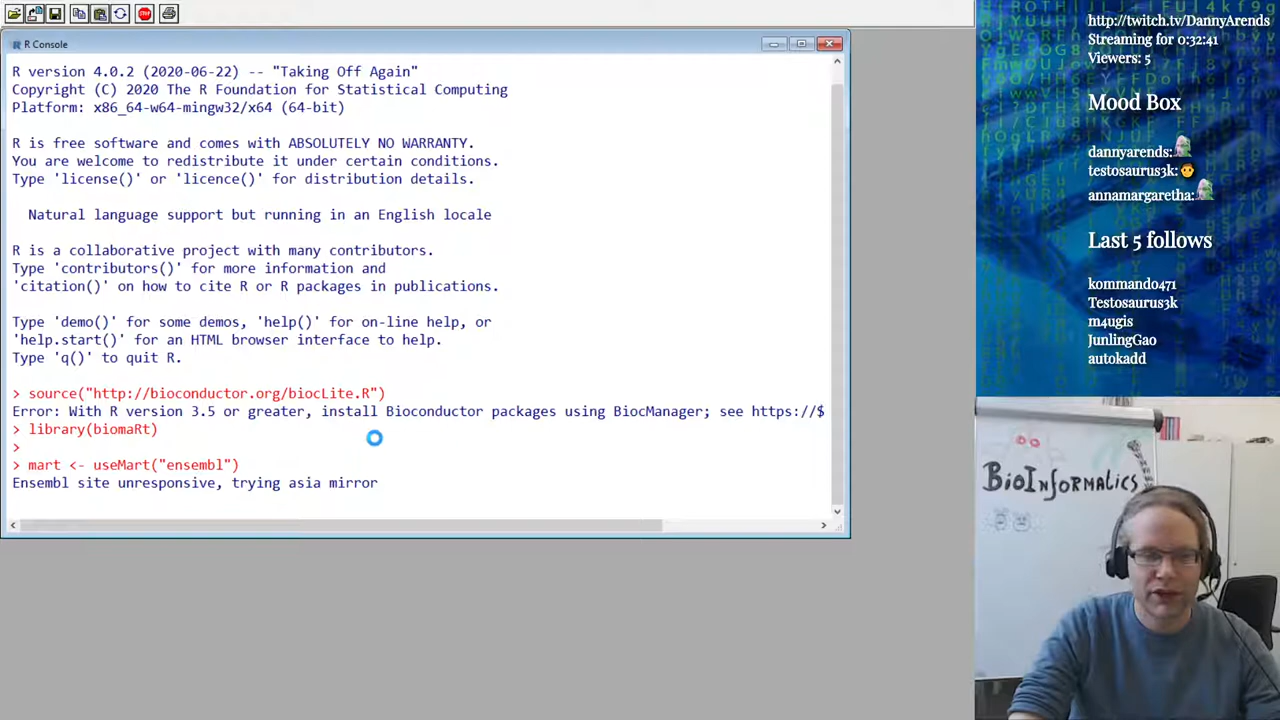 R Console
R version 4.0.2 (2020-06-22) -- "Taking Off Again"
Copyright (C) 2020 The R Foundation for Statistical Computing
Platform: x86_64-w64-mingw32/x64 (64-bit)
R is free software and comes with ABSOLUTELY NO WARRANTY.
You are welcome to redistribute it under certain conditions.
Type 'license()' or 'licence()' for distribution details.
Natural language support but running in an English locale
R is a collaborative project with many contributors.
Type 'contributors()' for more information and
'citation()' on how to cite R or R packages in publications.
Type 'demo()' for some demos, 'help()' for on-line help, or
'help.start()' for an HTML browser interface to help.
Type 'q()' to quit R.
> source("http://bioconductor.org/biocLite.R")
Error: With R version 3.5 or greater, install Bioconductor packages using BiocManager; see https://$
> library(biomaRt)
>
> mart <- useMart("ensembl")
Ensembl site unresponsive, trying asia mirror
http://twitch.tv/DannyArends
Streaming for 0:32:41
Viewers: 5
Mood Box
dannyarends:
testosaurus3k:
annamargaretha:
Last 5 follows
kommando471
Testosaurus3k
m4ugis
JunlingGao
autokadd
BioInformatics